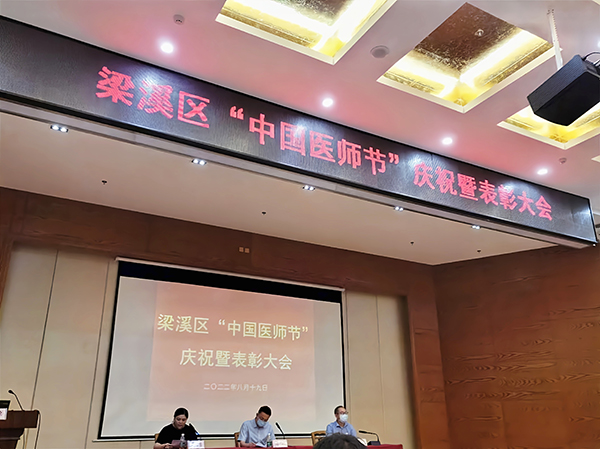 梁溪区“中国医师节”庆祝暨表彰大会
梁溪区“中国医师节”
庆祝暨表彰大会
二〇二二年八月十九日